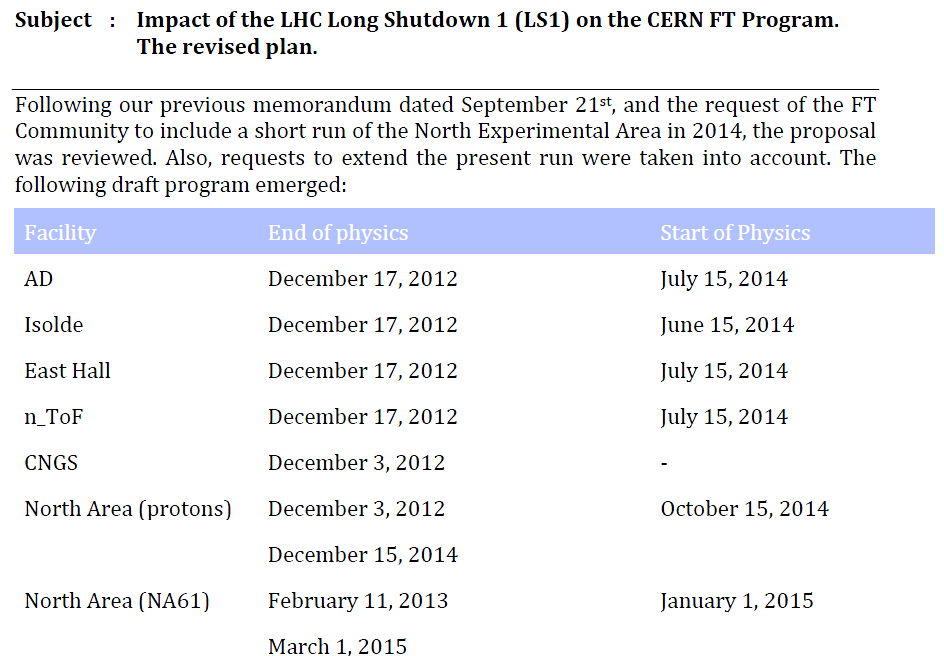 Subject : Impact of the LHC Long Shutdown 1 (LS1) on the CERN FT Program.
The revised plan.
Following our previous memorandum dated September 21st, and the request of the FT
Community to include a short run of the North Experimental Area in 2014, the proposal
was reviewed. Also, requests to extend the present run were taken into account. The
following draft program emerged:
Facility End of physics Start of Physics
AD December 17, 2012 July 15, 2014
Isolde December 17, 2012 June 15, 2014
East Hall December 17, 2012 July 15, 2014
n_ToF December 17, 2012 July 15, 2014
CNGS December 3, 2012 -
North Area (protons) December 3, 2012 October 15, 2014
December 15, 2014
North Area (NA61) February 11, 2013 January 1, 2015
March 1, 2015